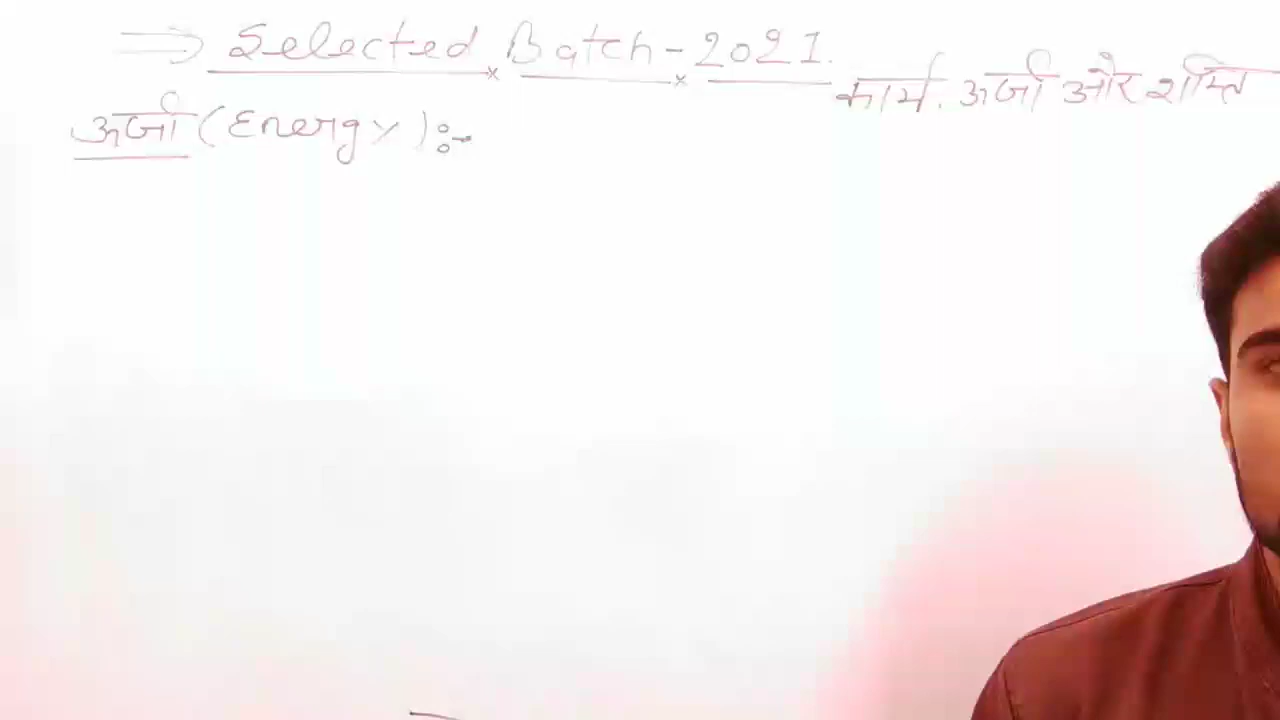 ⇒ Selected Batch-2021.
कार्य, ऊर्जा और शक्ति
ऊर्जा (Energy):-